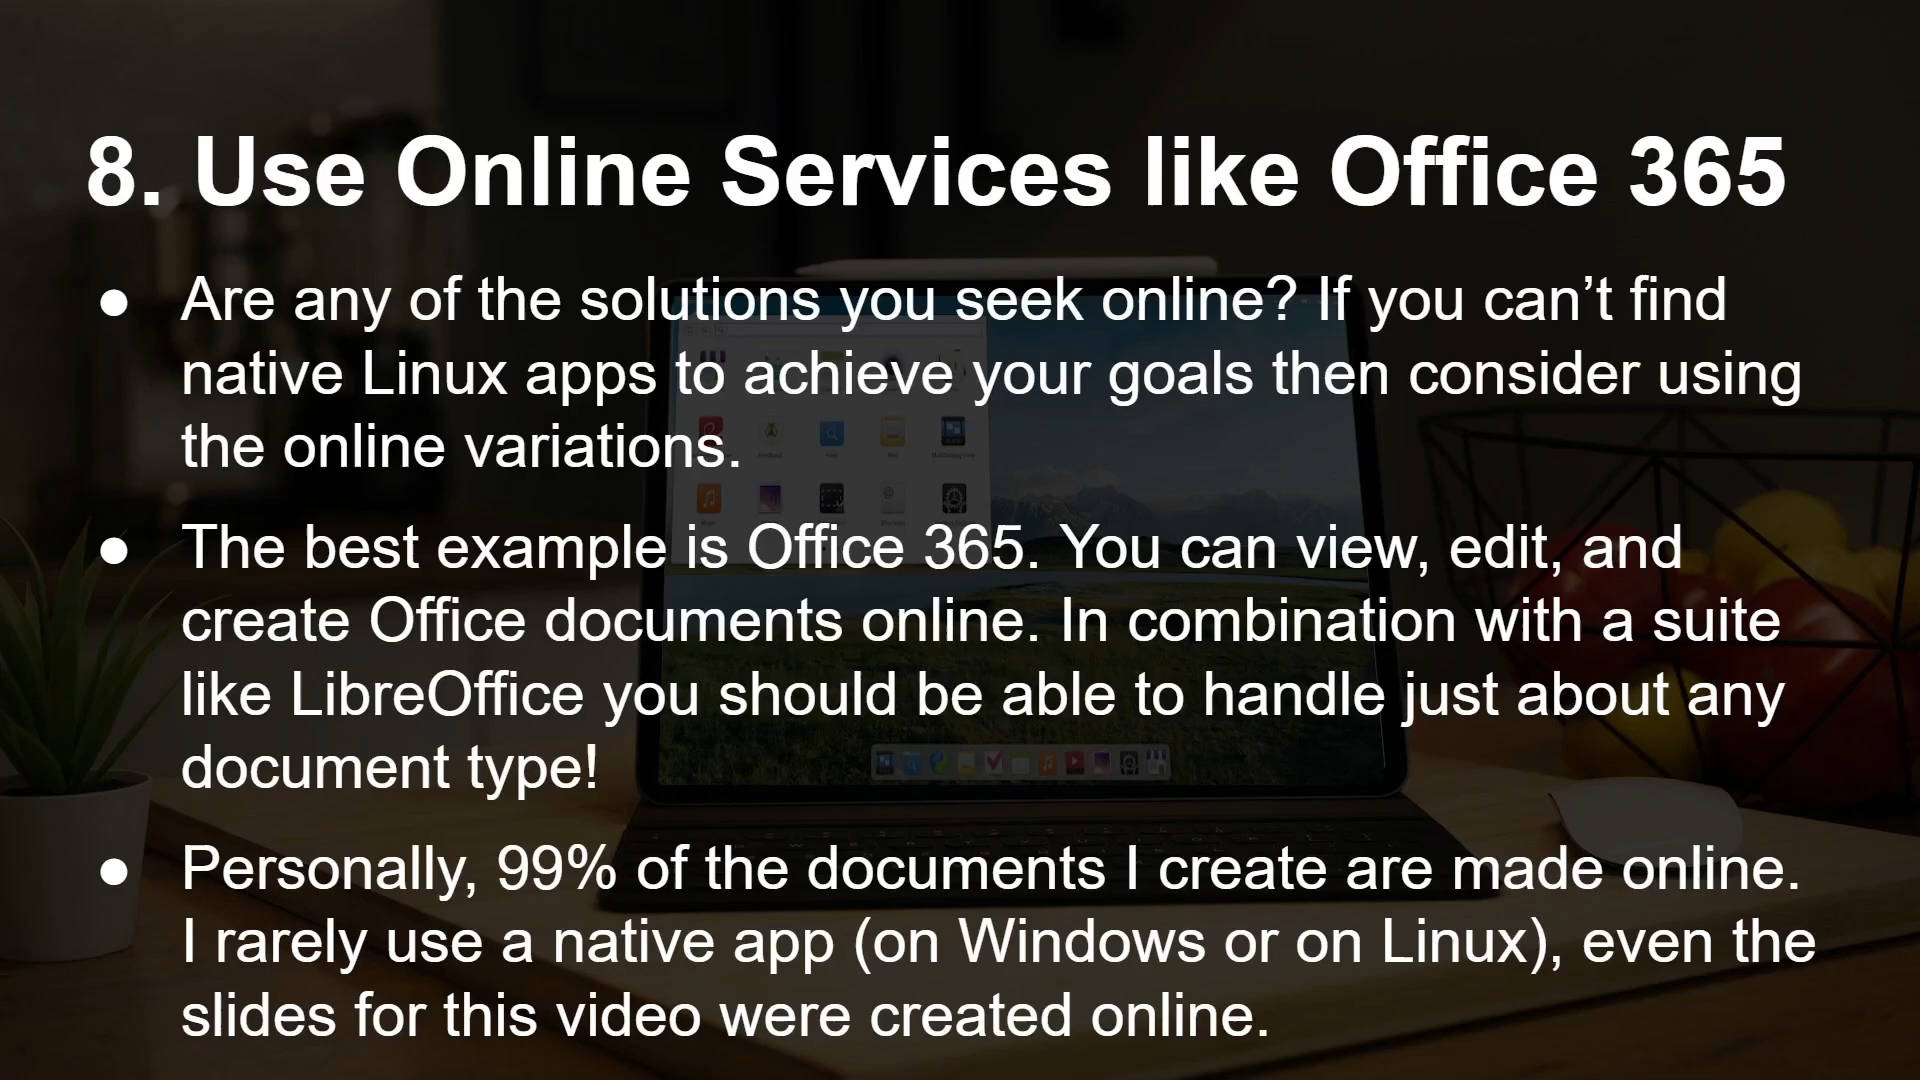 8. Use Online Services like Office 365
● Are any of the solutions you seek online? If you can’t find
native Linux apps to achieve your goals then consider using
the online variations.
● The best example is Office 365. You can view, edit, and
create Office documents online. In combination with a suite
like LibreOffice you should be able to handle just about any
document type!
● Personally, 99% of the documents I create are made online.
I rarely use a native app (on Windows or on Linux), even the
slides for this video were created online.